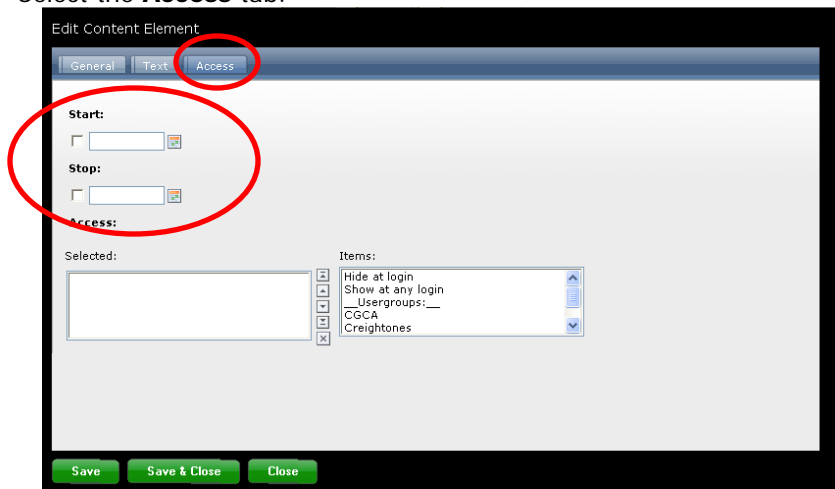 Select the Access tab.
Edit Content Element
General Text Access
Start:
Stop:
Access:
Selected: Items:
Hide at login
Show at any login
__Usergroups:__
CGCA
Creightones
Save Save & Close Close